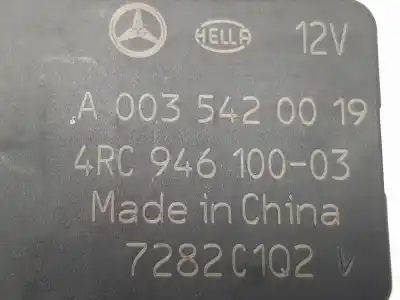 HELLA 12V
A 003 542 00 19
4RC 946 100-03
Made in China
7282C1Q2 V